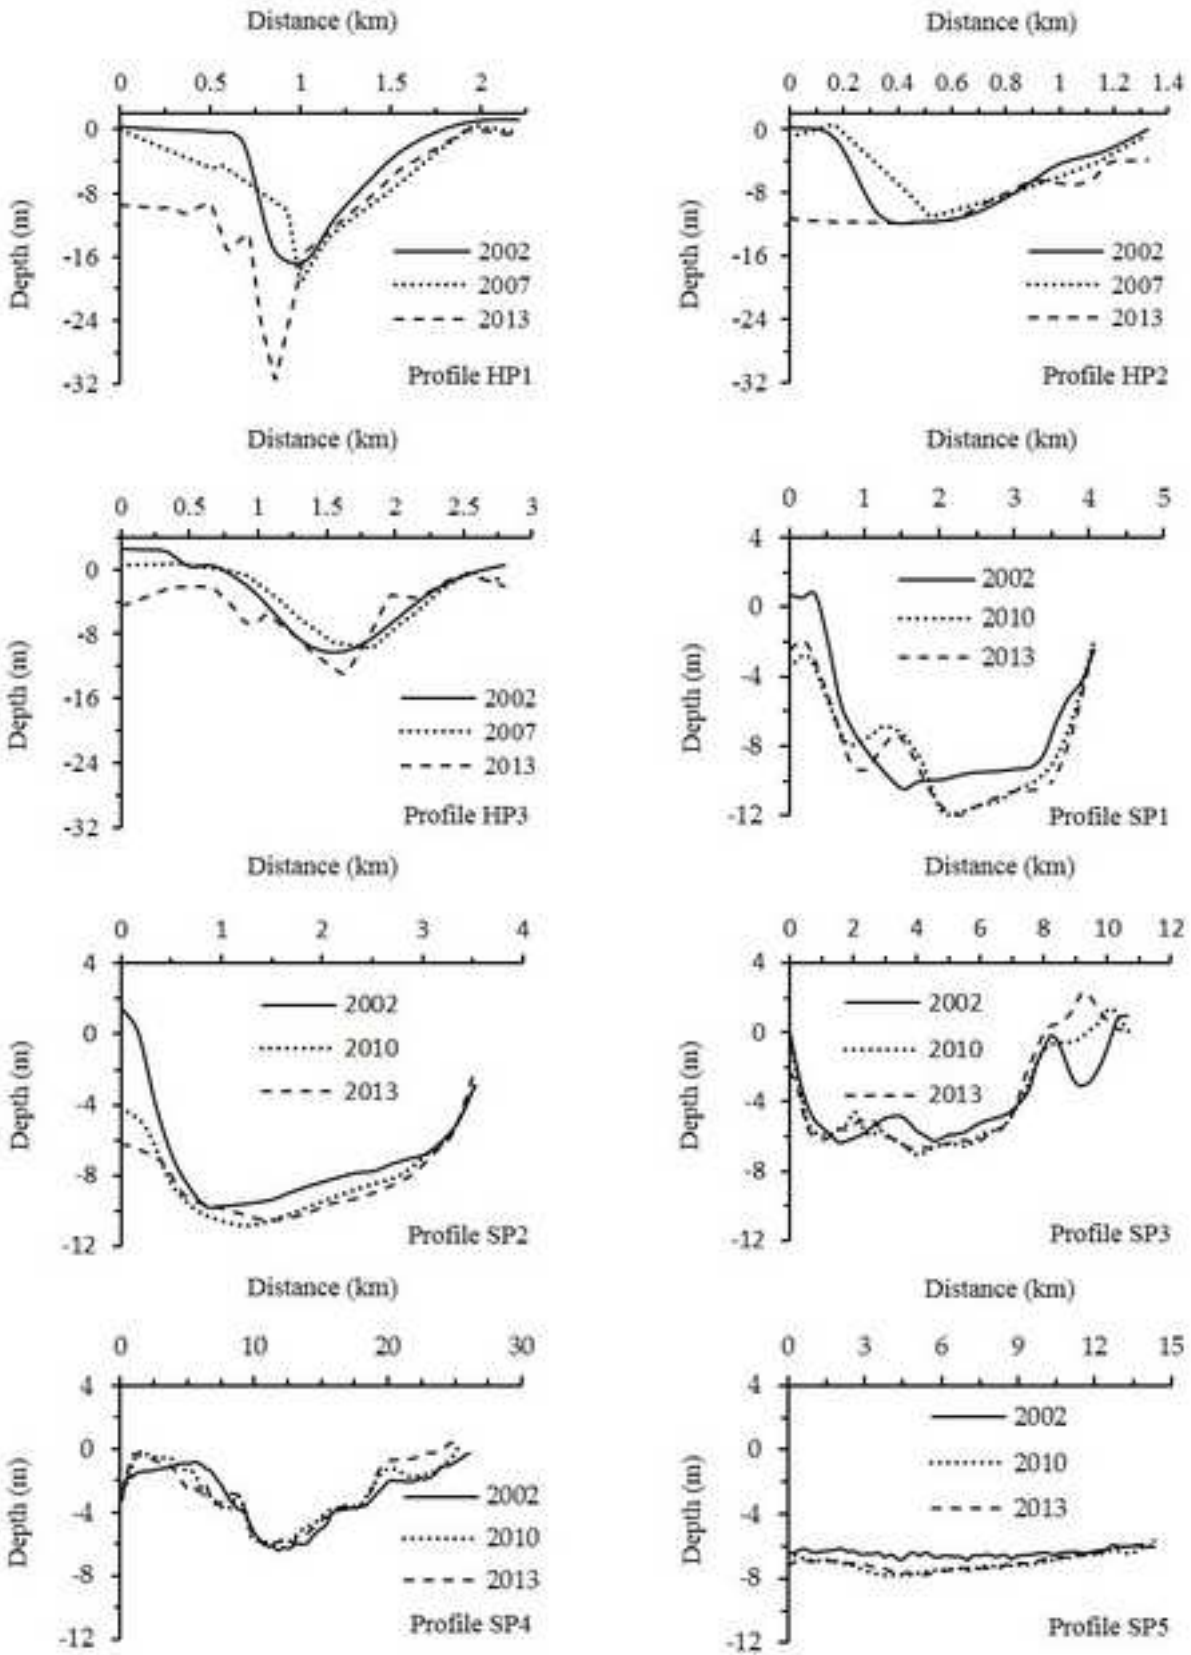 Distance (km)
0 0.5 1 1.5 2
0
-8
-16
-24
-32
Depth (m)
2002
2007
2013
Profile HP1
Distance (km)
0 0.2 0.4 0.6 0.8 1 1.2 1.4
0
-8
-16
-24
-32
Depth (m)
2002
2007
2013
Profile HP2
Distance (km)
0 0.5 1 1.5 2 2.5 3
0
-8
-16
-24
-32
Depth (m)
2002
2007
2013
Profile HP3
Distance (km)
0 1 2 3 4 5
4
0
-4
-8
-12
Depth (m)
2002
2010
2013
Profile SP1
Distance (km)
0 1 2 3 4
4
0
-4
-8
-12
Depth (m)
2002
2010
2013
Profile SP2
Distance (km)
0 2 4 6 8 10 12
4
0
-4
-8
-12
Depth (m)
2002
2010
2013
Profile SP3
Distance (km)
0 10 20 30
4
0
-4
-8
-12
Depth (m)
2002
2010
2013
Profile SP4
Distance (km)
0 3 6 9 12 15
4
0
-4
-8
-12
Depth (m)
2002
2010
2013
Profile SP5